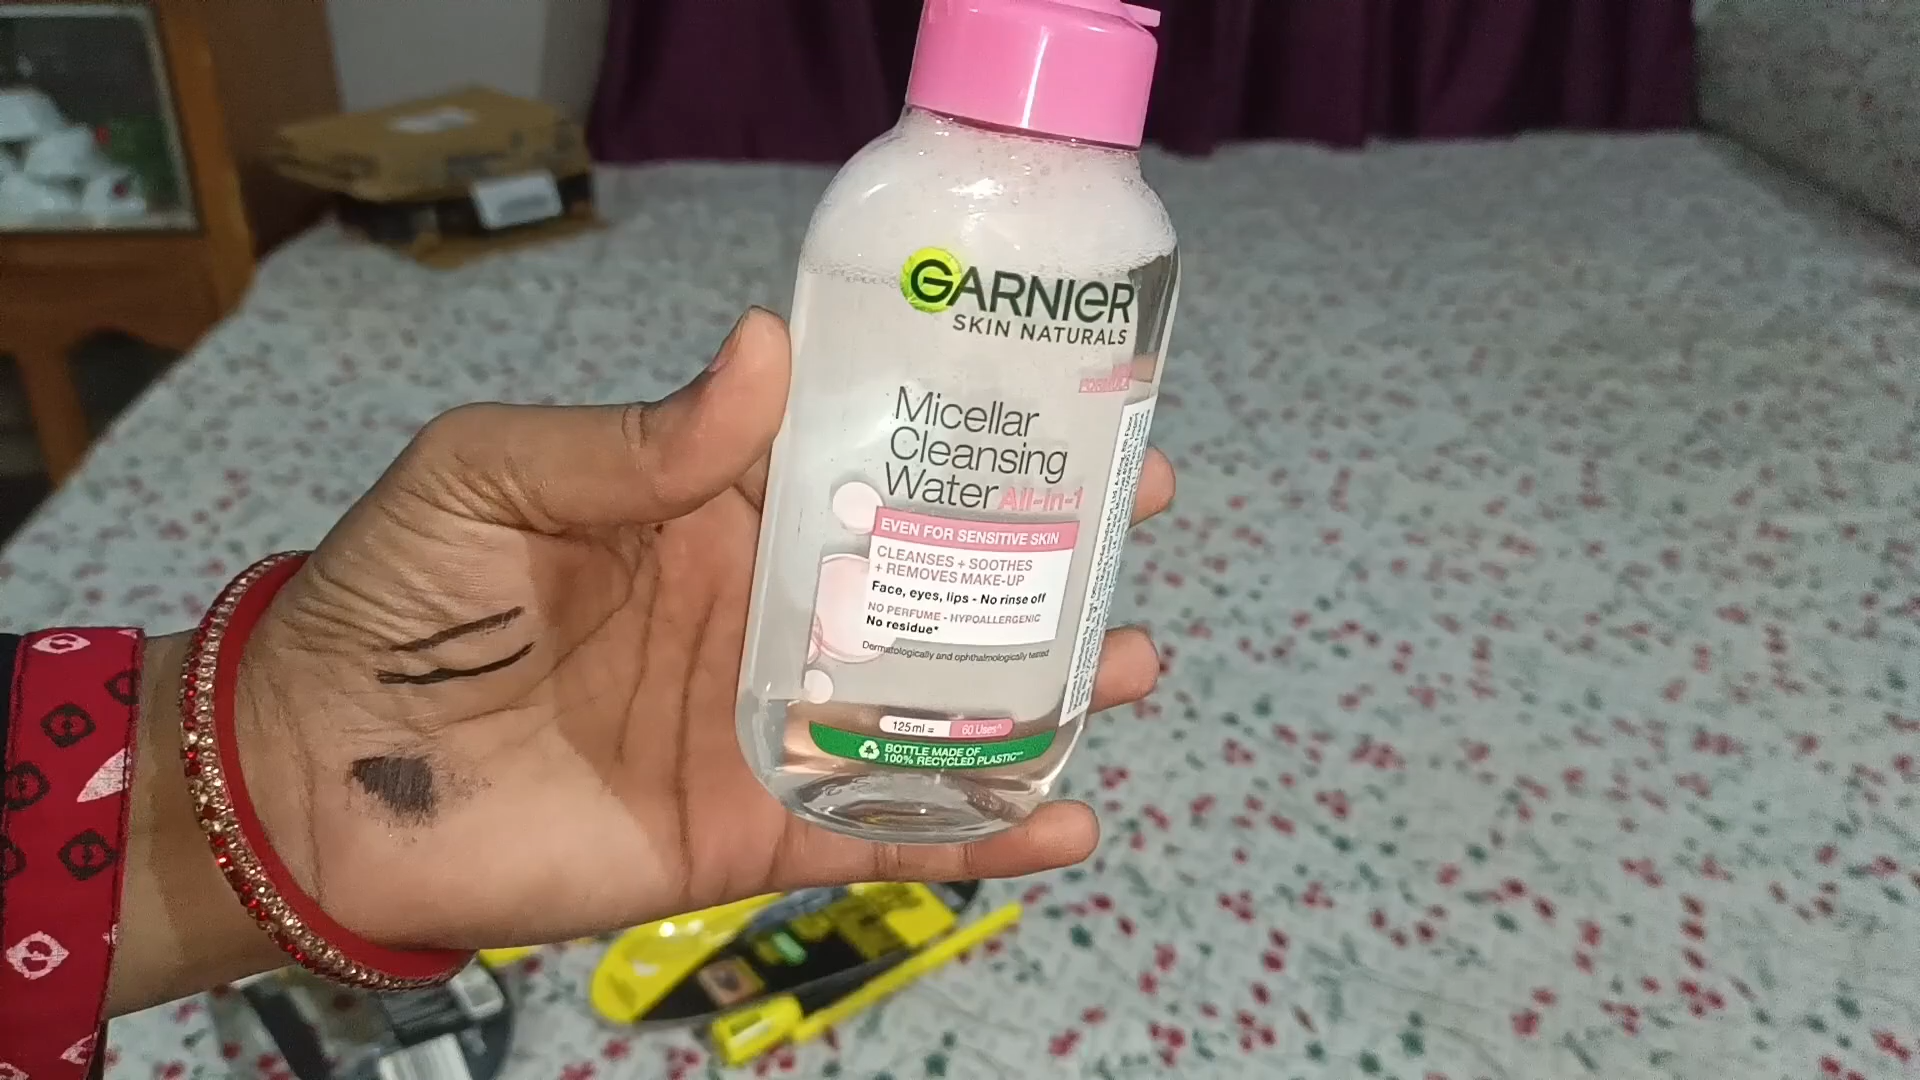 GARNIER
SKIN NATURALS
FORMULA
Micellar
Cleansing
Water All-in-1
EVEN FOR SENSITIVE SKIN
CLEANSES + SOOTHES
+ REMOVES MAKE-UP
Face, eyes, lips - No rinse off
NO PERFUME - HYPOALLERGENIC
No residue*
Dermatologically and ophthalmologically tested
125ml = 60 Uses^
BOTTLE MADE OF
100% RECYCLED PLASTIC**